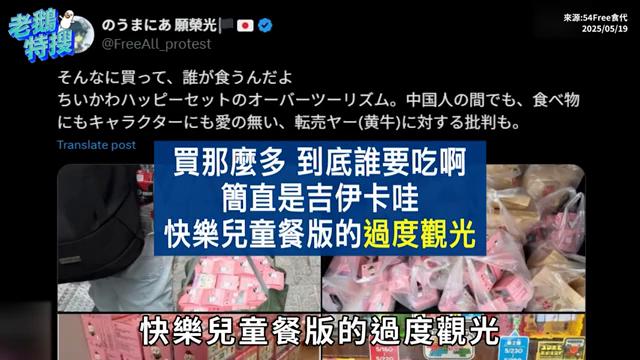 老鵝特搜
來源:54Free食代
2025/05/19
のうまにあ 願榮光🏴🇯🇵
@FreeAll_protest
そんなに買って、誰が食うんだよ
ちいかわハッピーセットのオーバーツーリズム。中国人の間でも、食べ物
にもキャラクターにも愛の無い、転売ヤー(黄牛)に対する批判も。
Translate post
買那麼多 到底誰要吃啊
簡直是吉伊卡哇
快樂兒童餐版的過度觀光
快樂兒童餐版的過度觀光